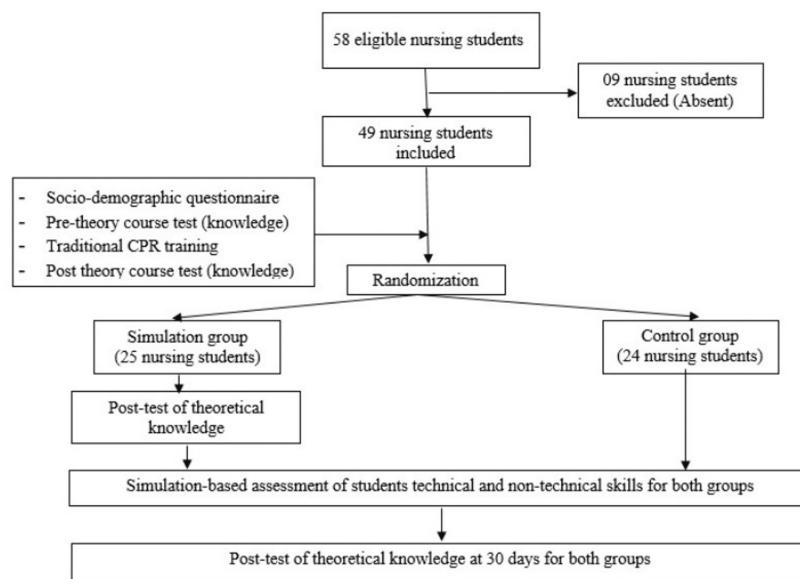 58 eligible nursing students
09 nursing students
excluded (Absent)
49 nursing students
included
- Socio-demographic questionnaire
- Pre-theory course test (knowledge)
- Traditional CPR training
- Post theory course test (knowledge)
Randomization
Simulation group
(25 nursing students)
Control group
(24 nursing students)
Post-test of theoretical
knowledge
Simulation-based assessment of students technical and non-technical skills for both groups
Post-test of theoretical knowledge at 30 days for both groups